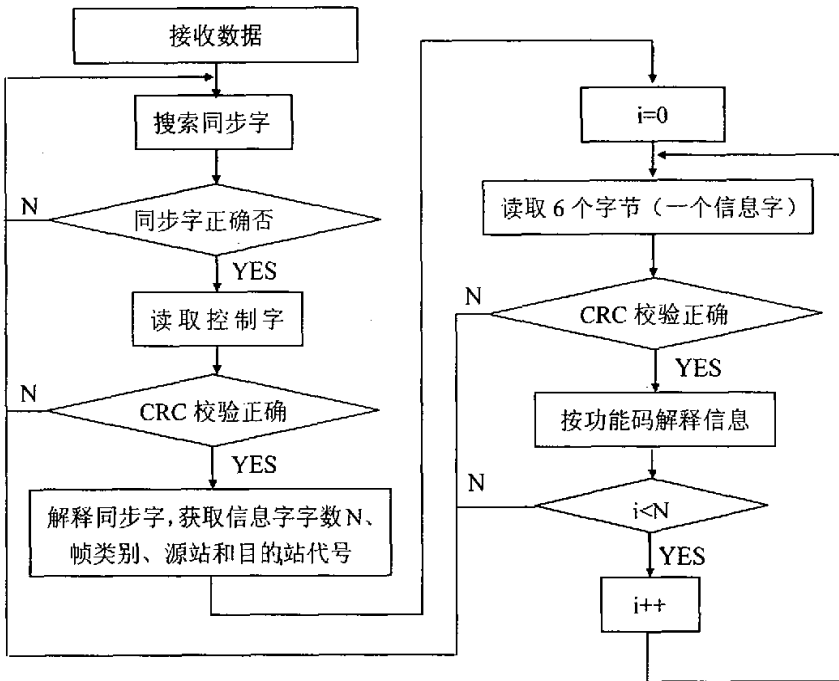 接收数据
搜索同步字
N
同步字正确否
YES
读取控制字
N
CRC 校验正确
YES
解释同步字，获取信息字字数 N、
帧类别、源站和目的站代号
i=0
读取 6 个字节（一个信息字）
N
CRC 校验正确
YES
按功能码解释信息
N
i<N
YES
i++